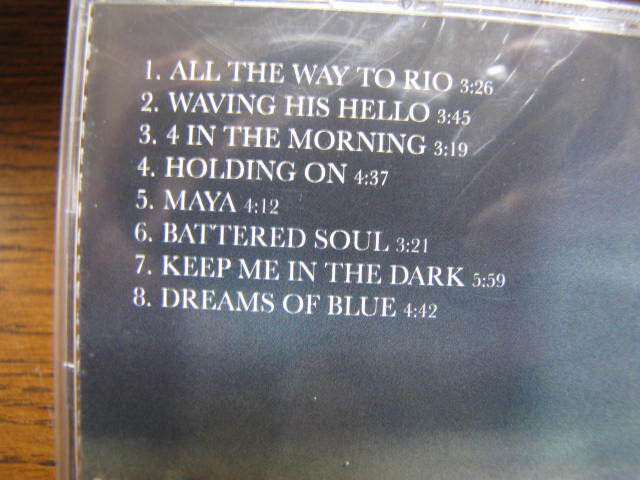 1. ALL THE WAY TO RIO 3:26
2. WAVING HIS HELLO 3:45
3. 4 IN THE MORNING 3:19
4. HOLDING ON 4:37
5. MAYA 4:12
6. BATTERED SOUL 3:21
7. KEEP ME IN THE DARK 5:59
8. DREAMS OF BLUE 4:42